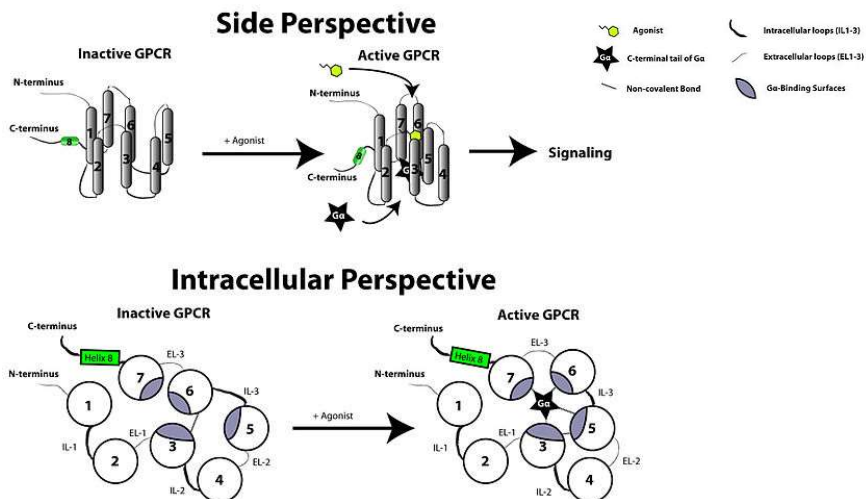 Side Perspective
Inactive GPCR
N-terminus
C-terminus
8
1
7
6
5
2
3
4
+ Agonist
Active GPCR
N-terminus
C-terminus
8
1
7
6
2
3
5
4
Gα
Signaling
Agonist
Gα
C-terminal tail of Gα
Non-covalent Bond
Intracellular loops (IL1-3)
Extracellular loops (EL1-3)
Gα-Binding Surfaces
Intracellular Perspective
Inactive GPCR
C-terminus
Helix 8
N-terminus
EL-3
7
6
1
IL-3
5
EL-1
3
IL-1
2
EL-2
4
IL-2
+ Agonist
Active GPCR
C-terminus
Helix 8
N-terminus
EL-3
7
6
1
Gα
IL-3
5
EL-1
3
IL-1
2
EL-2
4
IL-2